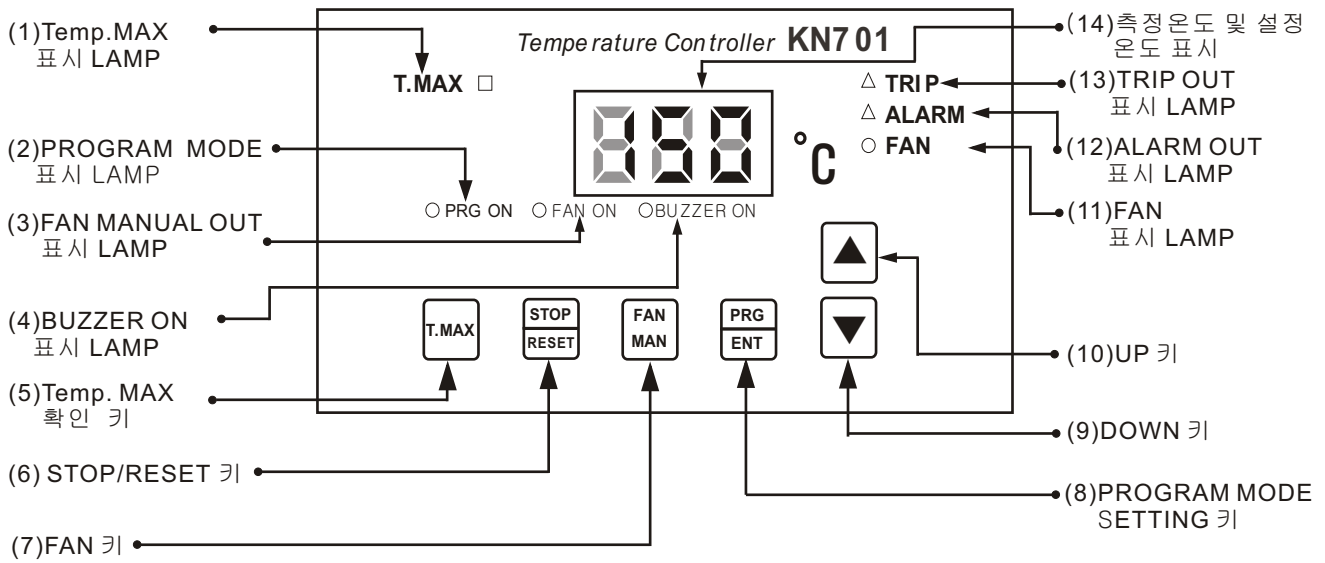 (1)Temp.MAX
표시 LAMP
(2)PROGRAM MODE
표시 LAMP
(3)FAN MANUAL OUT
표시 LAMP
(4)BUZZER ON
표시 LAMP
(5)Temp. MAX
확인 키
(6) STOP/RESET 키
(7)FAN 키
Temperature Controller KN701
T.MAX □
150
°C
△ TRIP
△ ALARM
○ FAN
○ PRG ON ○ FAN ON ○BUZZER ON
▲
▼
T.MAX
STOP
RESET
FAN
MAN
PRG
ENT
(14)측정온도 및 설정
온도 표시
(13)TRIP OUT
표시 LAMP
(12)ALARM OUT
표시 LAMP
(11)FAN
표시 LAMP
(10)UP 키
(9)DOWN 키
(8)PROGRAM MODE
SETTING 키